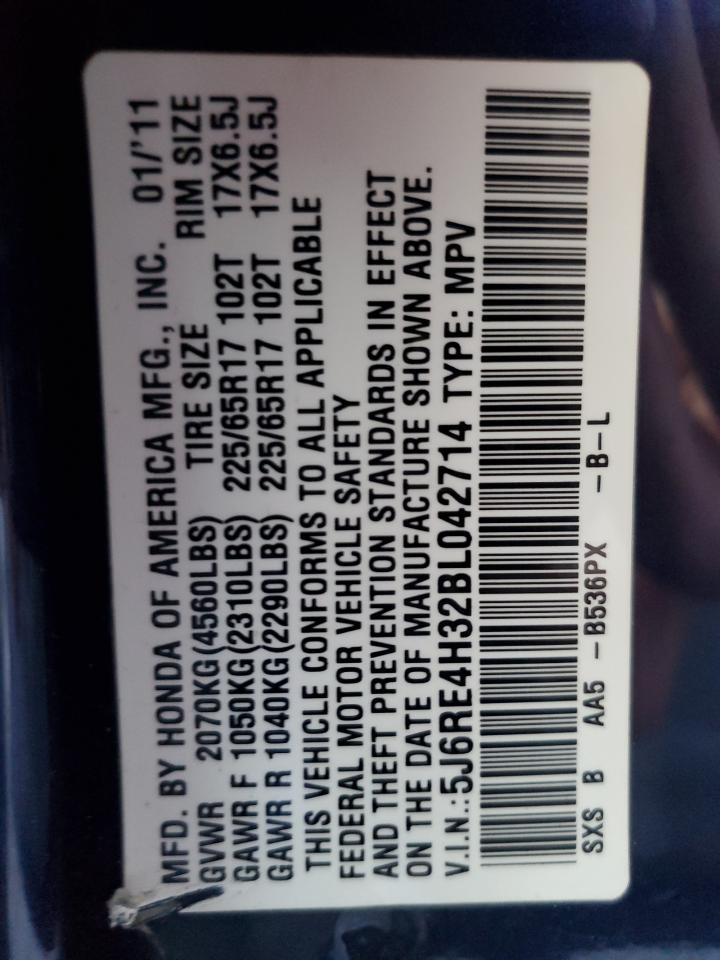 MFD. BY HONDA OF AMERICA MFG., INC. 01/'11
GVWR 2070KG(4560LBS) TIRE SIZE RIM SIZE
GAWR F 1050KG(2310LBS) 225/65R17 102T 17X6.5J
GAWR R 1040KG(2290LBS) 225/65R17 102T 17X6.5J
THIS VEHICLE CONFORMS TO ALL APPLICABLE
FEDERAL MOTOR VEHICLE SAFETY
AND THEFT PREVENTION STANDARDS IN EFFECT
ON THE DATE OF MANUFACTURE SHOWN ABOVE.
V.I.N.:5J6RE4H32BL042714 TYPE: MPV
SXS B AA5 –B536PX –B–L